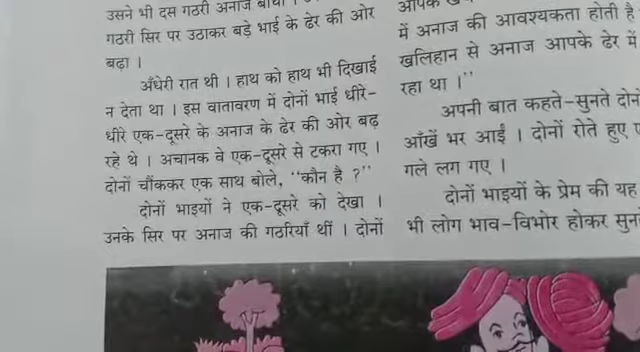 उसने भी दस गठरी अनाज बाँधा।
गठरी सिर पर उठाकर बड़े भाई के ढेर की ओर
बढ़ा ।
अँधेरी रात थी । हाथ को हाथ भी दिखाई
न देता था । इस वातावरण में दोनों भाई धीरे-
धीरे एक-दूसरे के अनाज के ढेर की ओर बढ़
रहे थे । अचानक वे एक-दूसरे से टकरा गए ।
दोनों चौंककर एक साथ बोले, ‘‘कौन है ?’’
दोनों भाइयों ने एक-दूसरे को देखा ।
उनके सिर पर अनाज की गठरियाँ थीं । दोनों
में अनाज की आवश्यकता होती है
खलिहान से अनाज आपके ढेर में
रहा था ।’’
अपनी बात कहते-सुनते दोनों
आँखें भर आईं । दोनों रोते हुए
गले लग गए ।
दोनों भाइयों के प्रेम की यह
भी लोग भाव-विभोर होकर